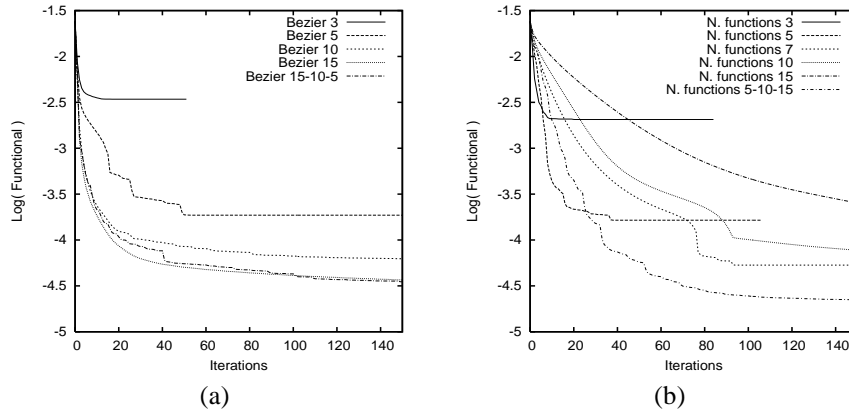 -1.5
-2
-2.5
-3
-3.5
-4
-4.5
-5
0
20
40
60
80
100
120
140
Log( Functional )
Iterations
Bezier 3
Bezier 5
Bezier 10
Bezier 15
Bezier 15-10-5
(a)
-1.5
-2
-2.5
-3
-3.5
-4
-4.5
-5
0
20
40
60
80
100
120
140
Log( Functional )
Iterations
N. functions 3
N. functions 5
N. functions 7
N. functions 10
N. functions 15
N. functions 5-10-15
(b)